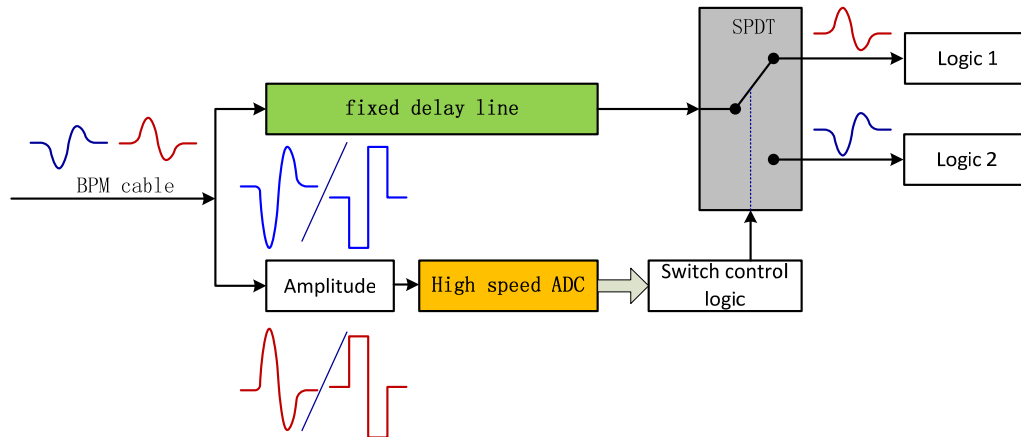 SPDT
Logic 1
fixed delay line
BPM cable
Logic 2
Amplitude
High speed ADC
Switch control
logic